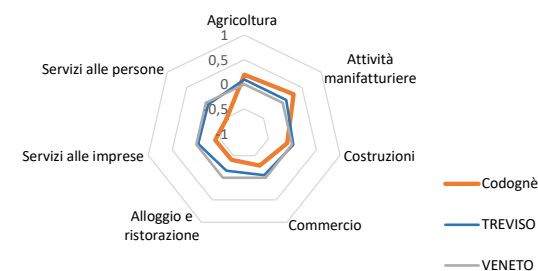 Agricoltura
1
0,5
0
0,5
-1
Attività
manifatturiere
Costruzioni
Commercio
Alloggio e
ristorazione
Servizi alle imprese
Servizi alle persone
Codognè
TREVISO
VENETO